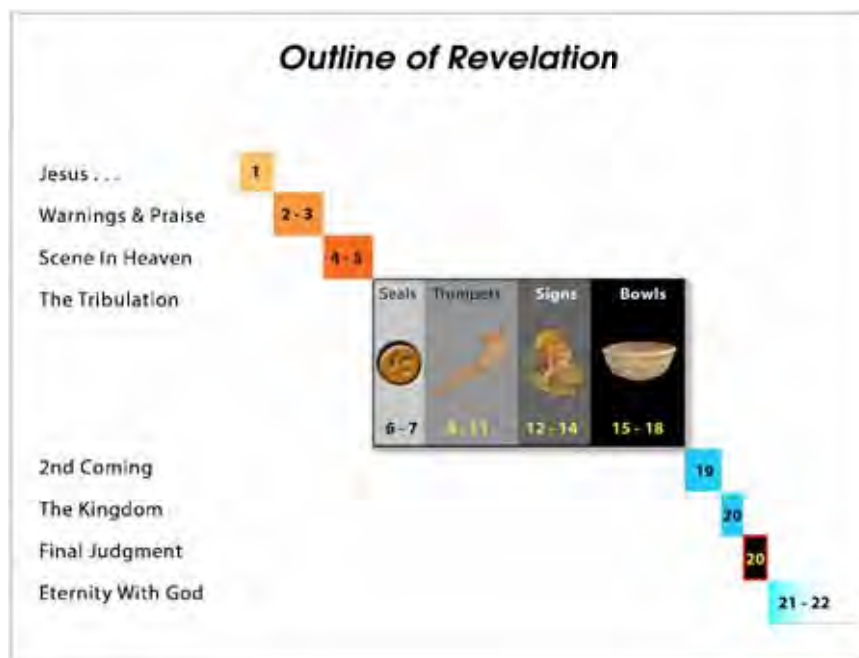 Outline of Revelation
Jesus . . . 1
Warnings & Praise 2 - 3
Scene In Heaven 4 - 5
The Tribulation
Seals Trumpets Signs Bowls
6 - 7 8 - 11 12 - 14 15 - 18
2nd Coming 19
The Kingdom 20
Final Judgment 20
Eternity With God 21 - 22